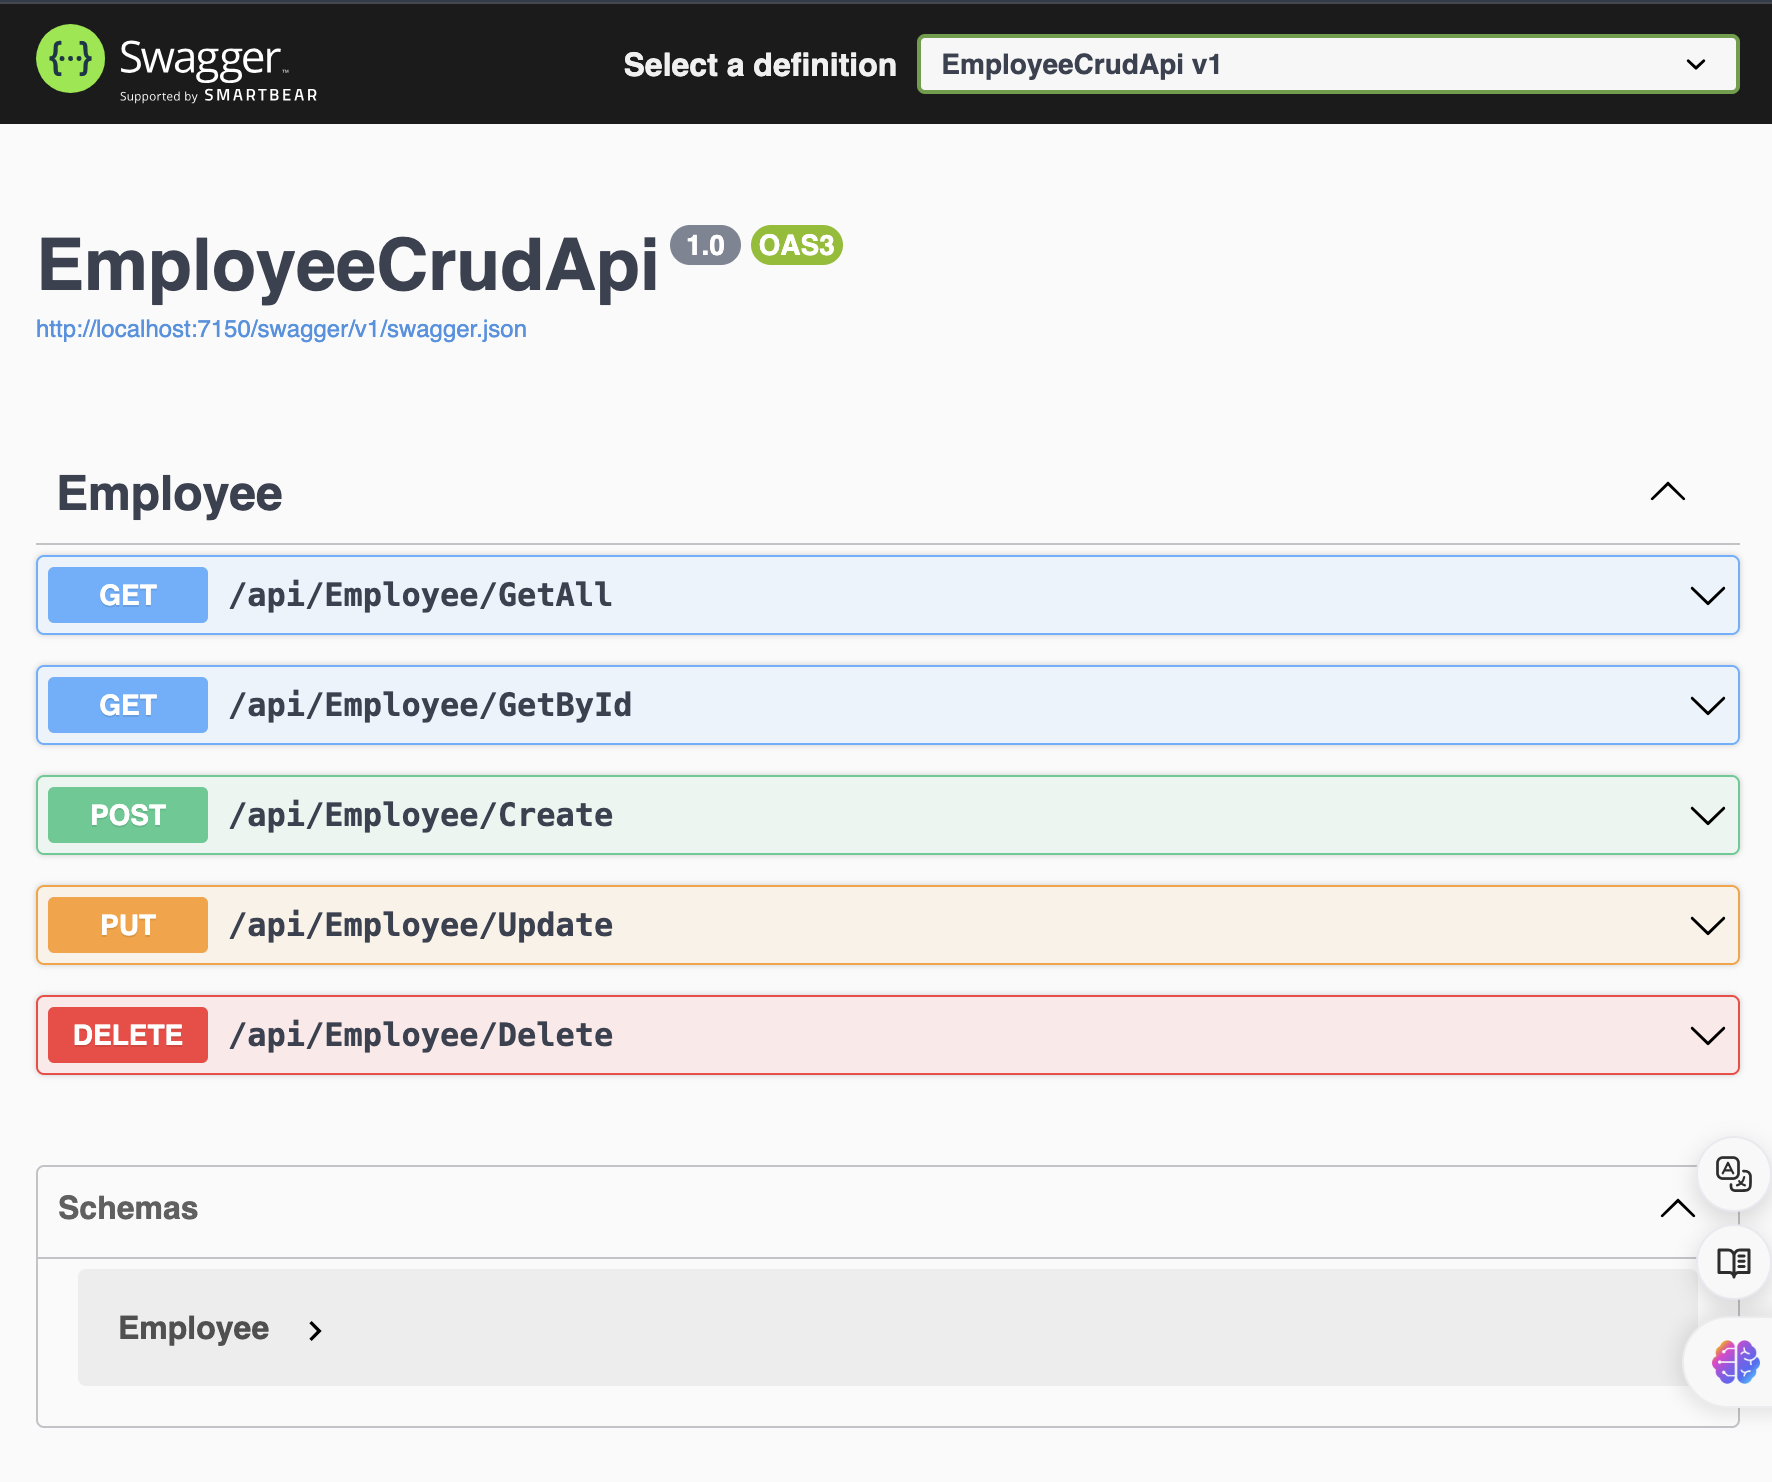 Swagger
Supported by SMARTBEAR
Select a definition
EmployeeCrudApi v1
EmployeeCrudApi 1.0 OAS3
http://localhost:7150/swagger/v1/swagger.json
Employee
GET /api/Employee/GetAll
GET /api/Employee/GetById
POST /api/Employee/Create
PUT /api/Employee/Update
DELETE /api/Employee/Delete
Schemas
Employee